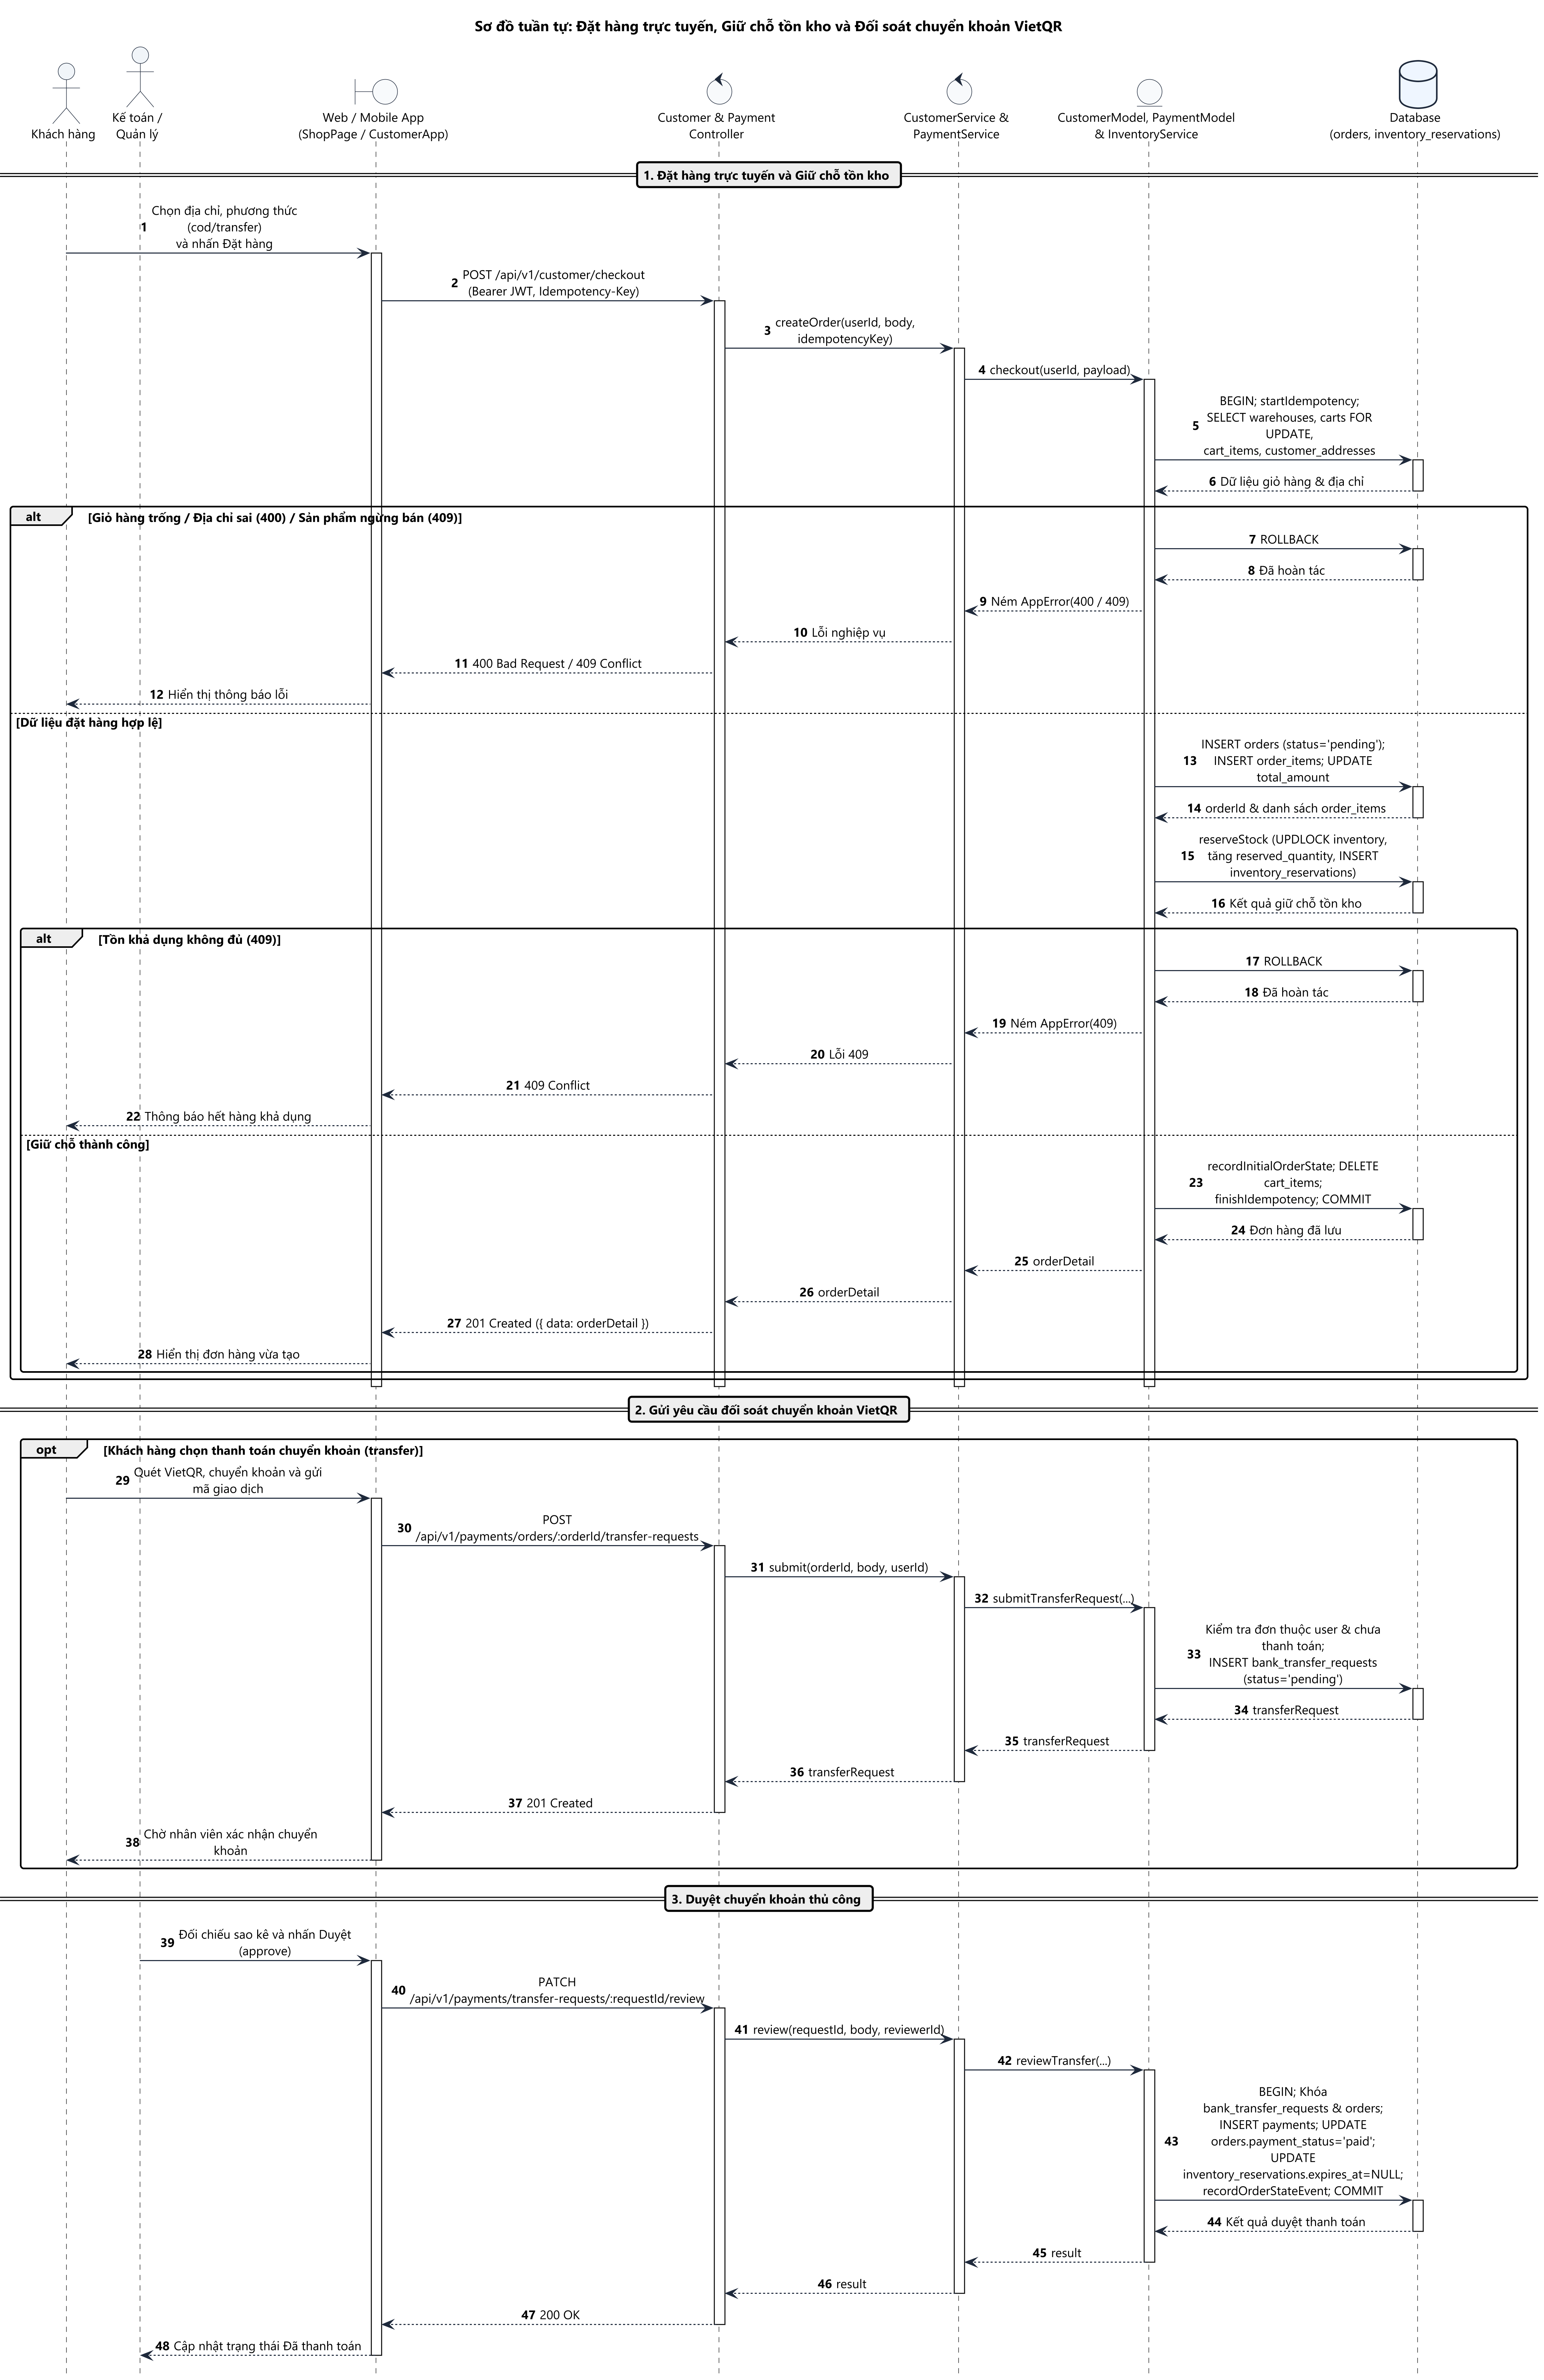 Sơ đồ tuần tự: Đặt hàng trực tuyến, Giữ chỗ tồn kho và Đối soát chuyển khoản VietQR
Khách hàng
Kế toán /
Quản lý
Web / Mobile App
(ShopPage / CustomerApp)
Customer & Payment
Controller
CustomerService &
PaymentService
CustomerModel, PaymentModel
& InventoryService
Database
(orders, inventory_reservations)
1. Đặt hàng trực tuyến và Giữ chỗ tồn kho
1 Chọn địa chỉ, phương thức
(cod/transfer)
và nhấn Đặt hàng
2 POST /api/v1/customer/checkout
(Bearer JWT, Idempotency-Key)
3 createOrder(userId, body,
idempotencyKey)
4 checkout(userId, payload)
5 BEGIN; startIdempotency;
SELECT warehouses, carts FOR
UPDATE,
cart_items, customer_addresses
6 Dữ liệu giỏ hàng & địa chỉ
alt [Giỏ hàng trống / Địa chỉ sai (400) / Sản phẩm ngừng bán (409)]
7 ROLLBACK
8 Đã hoàn tác
9 Ném AppError(400 / 409)
10 Lỗi nghiệp vụ
11 400 Bad Request / 409 Conflict
12 Hiển thị thông báo lỗi
[Dữ liệu đặt hàng hợp lệ]
13 INSERT orders (status='pending');
INSERT order_items; UPDATE
total_amount
14 orderId & danh sách order_items
15 reserveStock (UPDLOCK inventory,
tăng reserved_quantity, INSERT
inventory_reservations)
16 Kết quả giữ chỗ tồn kho
alt [Tồn khả dụng không đủ (409)]
17 ROLLBACK
18 Đã hoàn tác
19 Ném AppError(409)
20 Lỗi 409
21 409 Conflict
22 Thông báo hết hàng khả dụng
[Giữ chỗ thành công]
23 recordInitialOrderState; DELETE
cart_items;
finishIdempotency; COMMIT
24 Đơn hàng đã lưu
25 orderDetail
26 orderDetail
27 201 Created ({ data: orderDetail })
28 Hiển thị đơn hàng vừa tạo
2. Gửi yêu cầu đối soát chuyển khoản VietQR
opt [Khách hàng chọn thanh toán chuyển khoản (transfer)]
29 Quét VietQR, chuyển khoản và gửi
mã giao dịch
30 POST
/api/v1/payments/orders/:orderId/transfer-requests
31 submit(orderId, body, userId)
32 submitTransferRequest(...)
33 Kiểm tra đơn thuộc user & chưa
thanh toán;
INSERT bank_transfer_requests
(status='pending')
34 transferRequest
35 transferRequest
36 transferRequest
37 201 Created
38 Chờ nhân viên xác nhận chuyển
khoản
3. Duyệt chuyển khoản thủ công
39 Đối chiếu sao kê và nhấn Duyệt
(approve)
40 PATCH
/api/v1/payments/transfer-requests/:requestId/review
41 review(requestId, body, reviewerId)
42 reviewTransfer(...)
43 BEGIN; Khóa
bank_transfer_requests & orders;
INSERT payments; UPDATE
orders.payment_status='paid';
UPDATE
inventory_reservations.expires_at=NULL;
recordOrderStateEvent; COMMIT
44 Kết quả duyệt thanh toán
45 result
46 result
47 200 OK
48 Cập nhật trạng thái Đã thanh toán